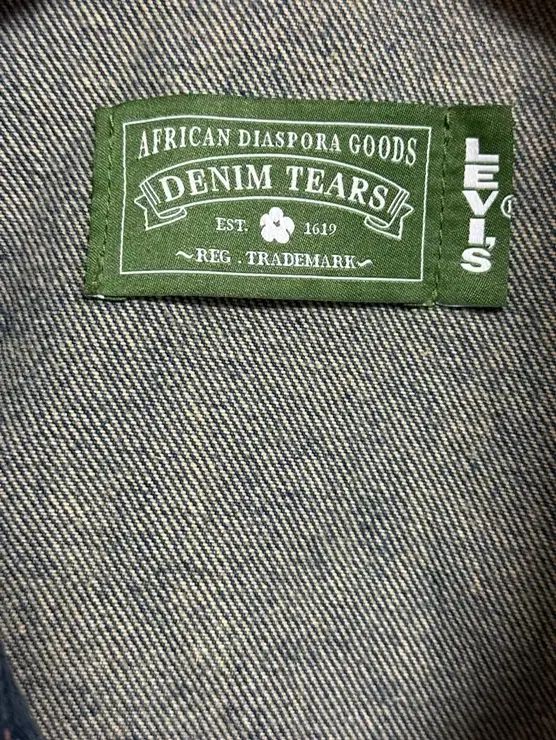 AFRICAN DIASPORA GOODS
DENIM TEARS
EST. 1619
~REG. TRADEMARK~
LEVI'S®